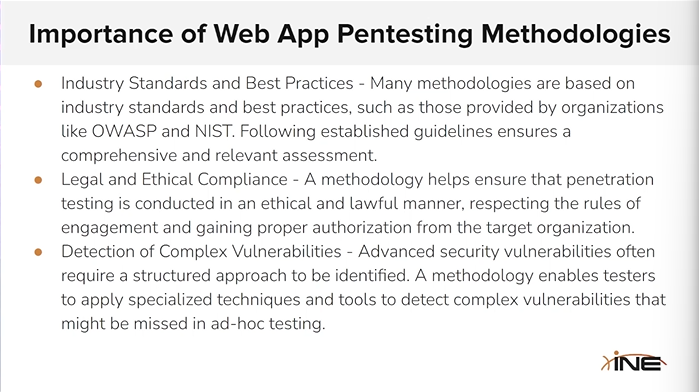 Importance of Web App Pentesting Methodologies
● Industry Standards and Best Practices - Many methodologies are based on
industry standards and best practices, such as those provided by organizations
like OWASP and NIST. Following established guidelines ensures a
comprehensive and relevant assessment.
● Legal and Ethical Compliance - A methodology helps ensure that penetration
testing is conducted in an ethical and lawful manner, respecting the rules of
engagement and gaining proper authorization from the target organization.
● Detection of Complex Vulnerabilities - Advanced security vulnerabilities often
require a structured approach to be identified. A methodology enables testers
to apply specialized techniques and tools to detect complex vulnerabilities that
might be missed in ad-hoc testing.
INE